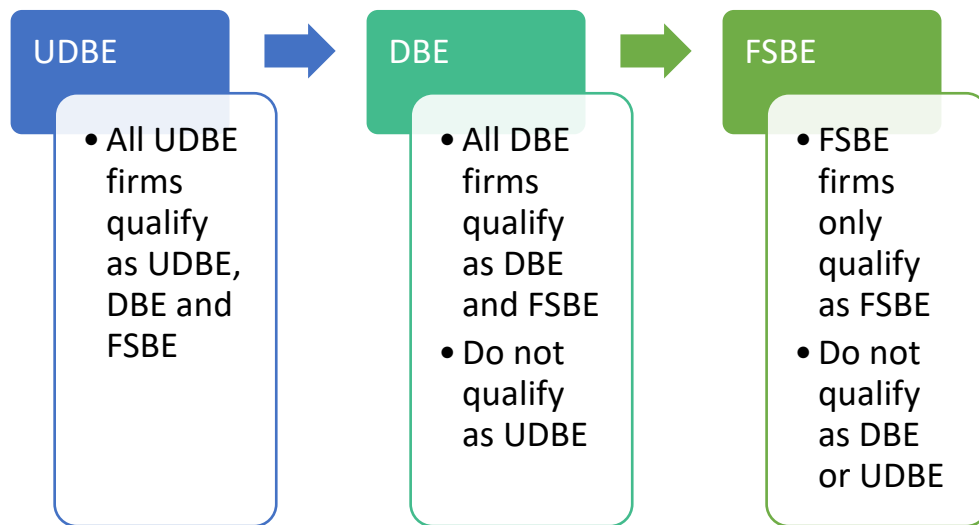 UDBE
• All UDBE
firms
qualify
as UDBE,
DBE and
FSBE
DBE
• All DBE
firms
qualify
as DBE
and FSBE
• Do not
qualify
as UDBE
FSBE
• FSBE
firms
only
qualify
as FSBE
• Do not
qualify
as DBE
or UDBE